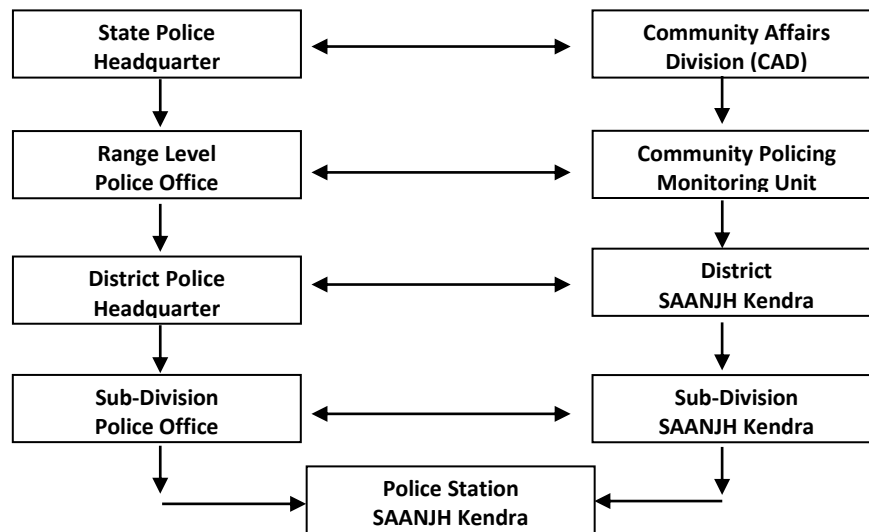 State Police
Headquarter
Community Affairs
Division (CAD)
Range Level
Police Office
Community Policing
Monitoring Unit
District Police
Headquarter
District
SAANJH Kendra
Sub-Division
Police Office
Sub-Division
SAANJH Kendra
Police Station
SAANJH Kendra